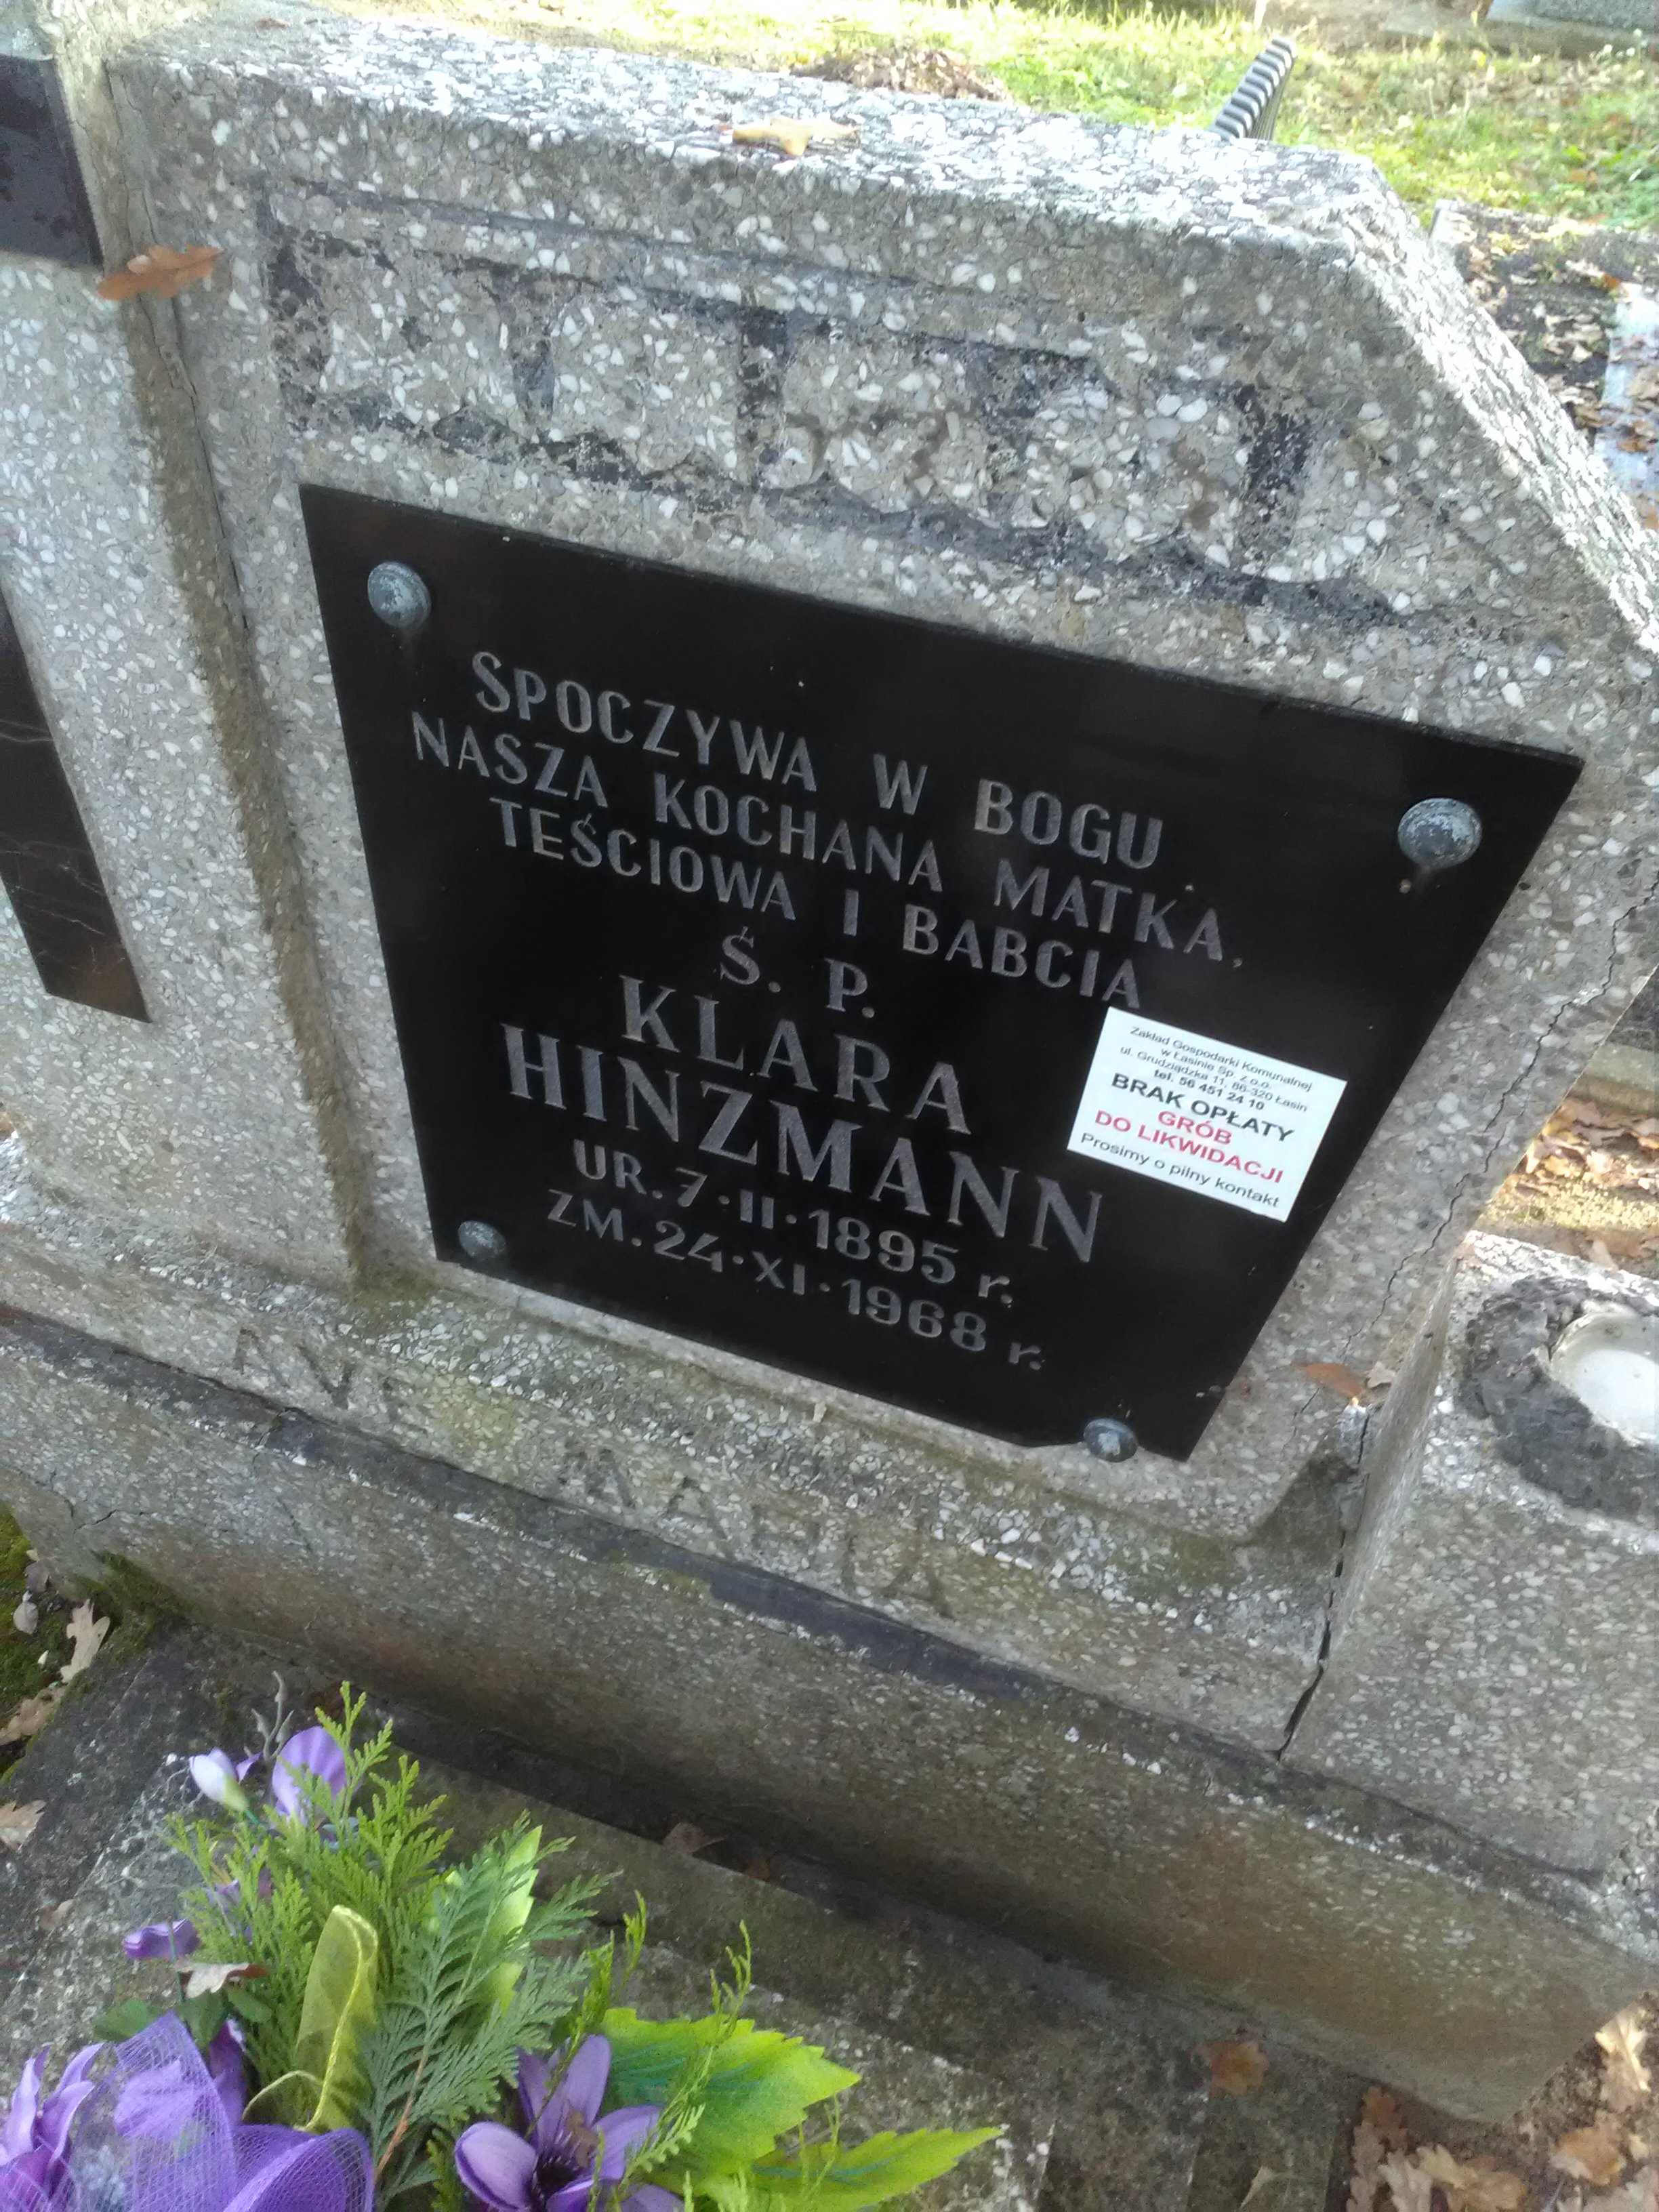 SPOCZYWA W BOGU
NASZA KOCHANA MATKA,
TEŚCIOWA I BABCIA
Ś. P.
KLARA
HINZMANN
UR. 7·II·1895 r.
ZM. 24·XI·1968 r.
Zakład Gospodarki Komunalnej
w Łasinie Sp. z o.o.
ul. Grudziądzka 11, 86-320 Łasin
tel. 56 451 24 10
BRAK OPŁATY
GRÓB
DO LIKWIDACJI
Prosimy o pilny kontakt